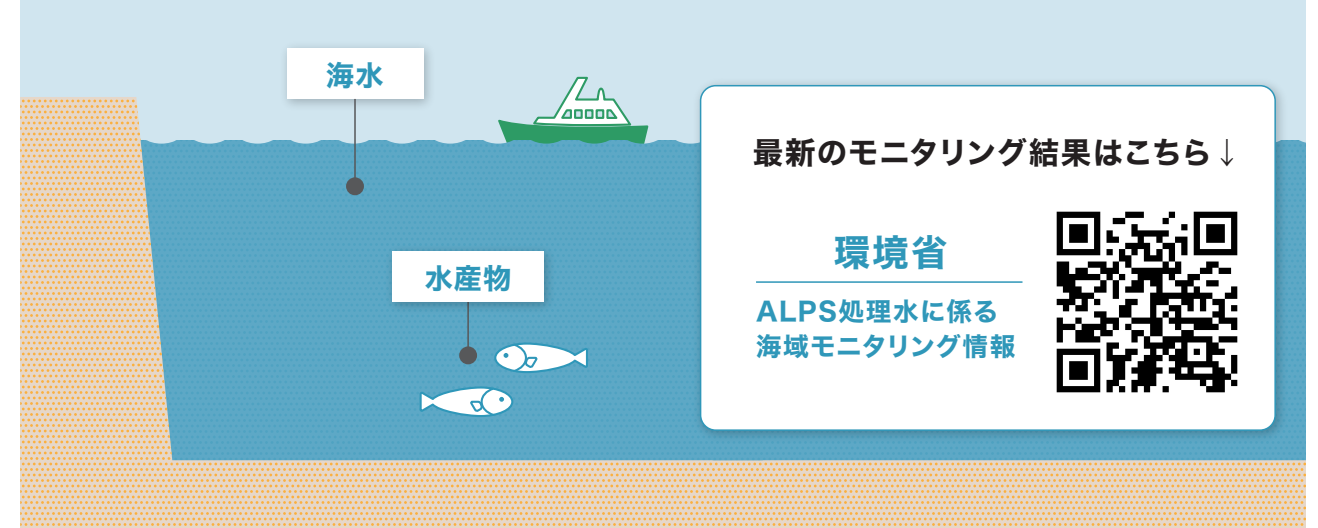 海水
水産物
最新のモニタリング結果はこちら↓
環境省
ALPS処理水に係る
海域モニタリング情報